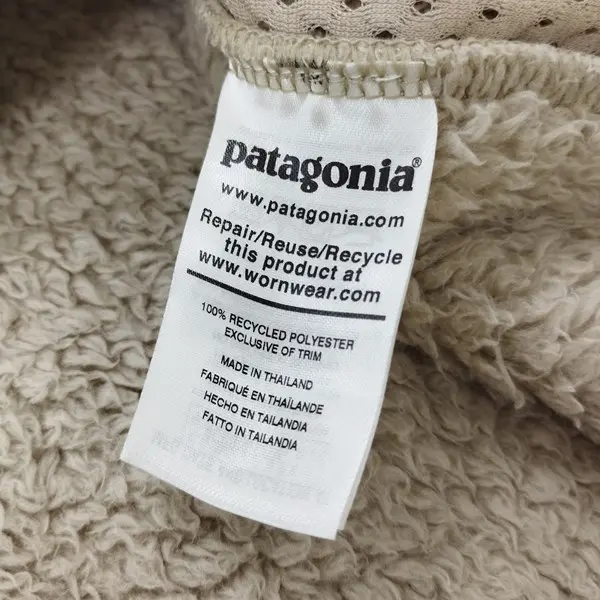 patagonia®
www.patagonia.com
Repair/Reuse/Recycle
this product at
www.wornwear.com
100% RECYCLED POLYESTER
EXCLUSIVE OF TRIM
MADE IN THAILAND
FABRIQUÉ EN THAÏLANDE
HECHO EN TAILANDIA
FATTO IN TAILANDIA